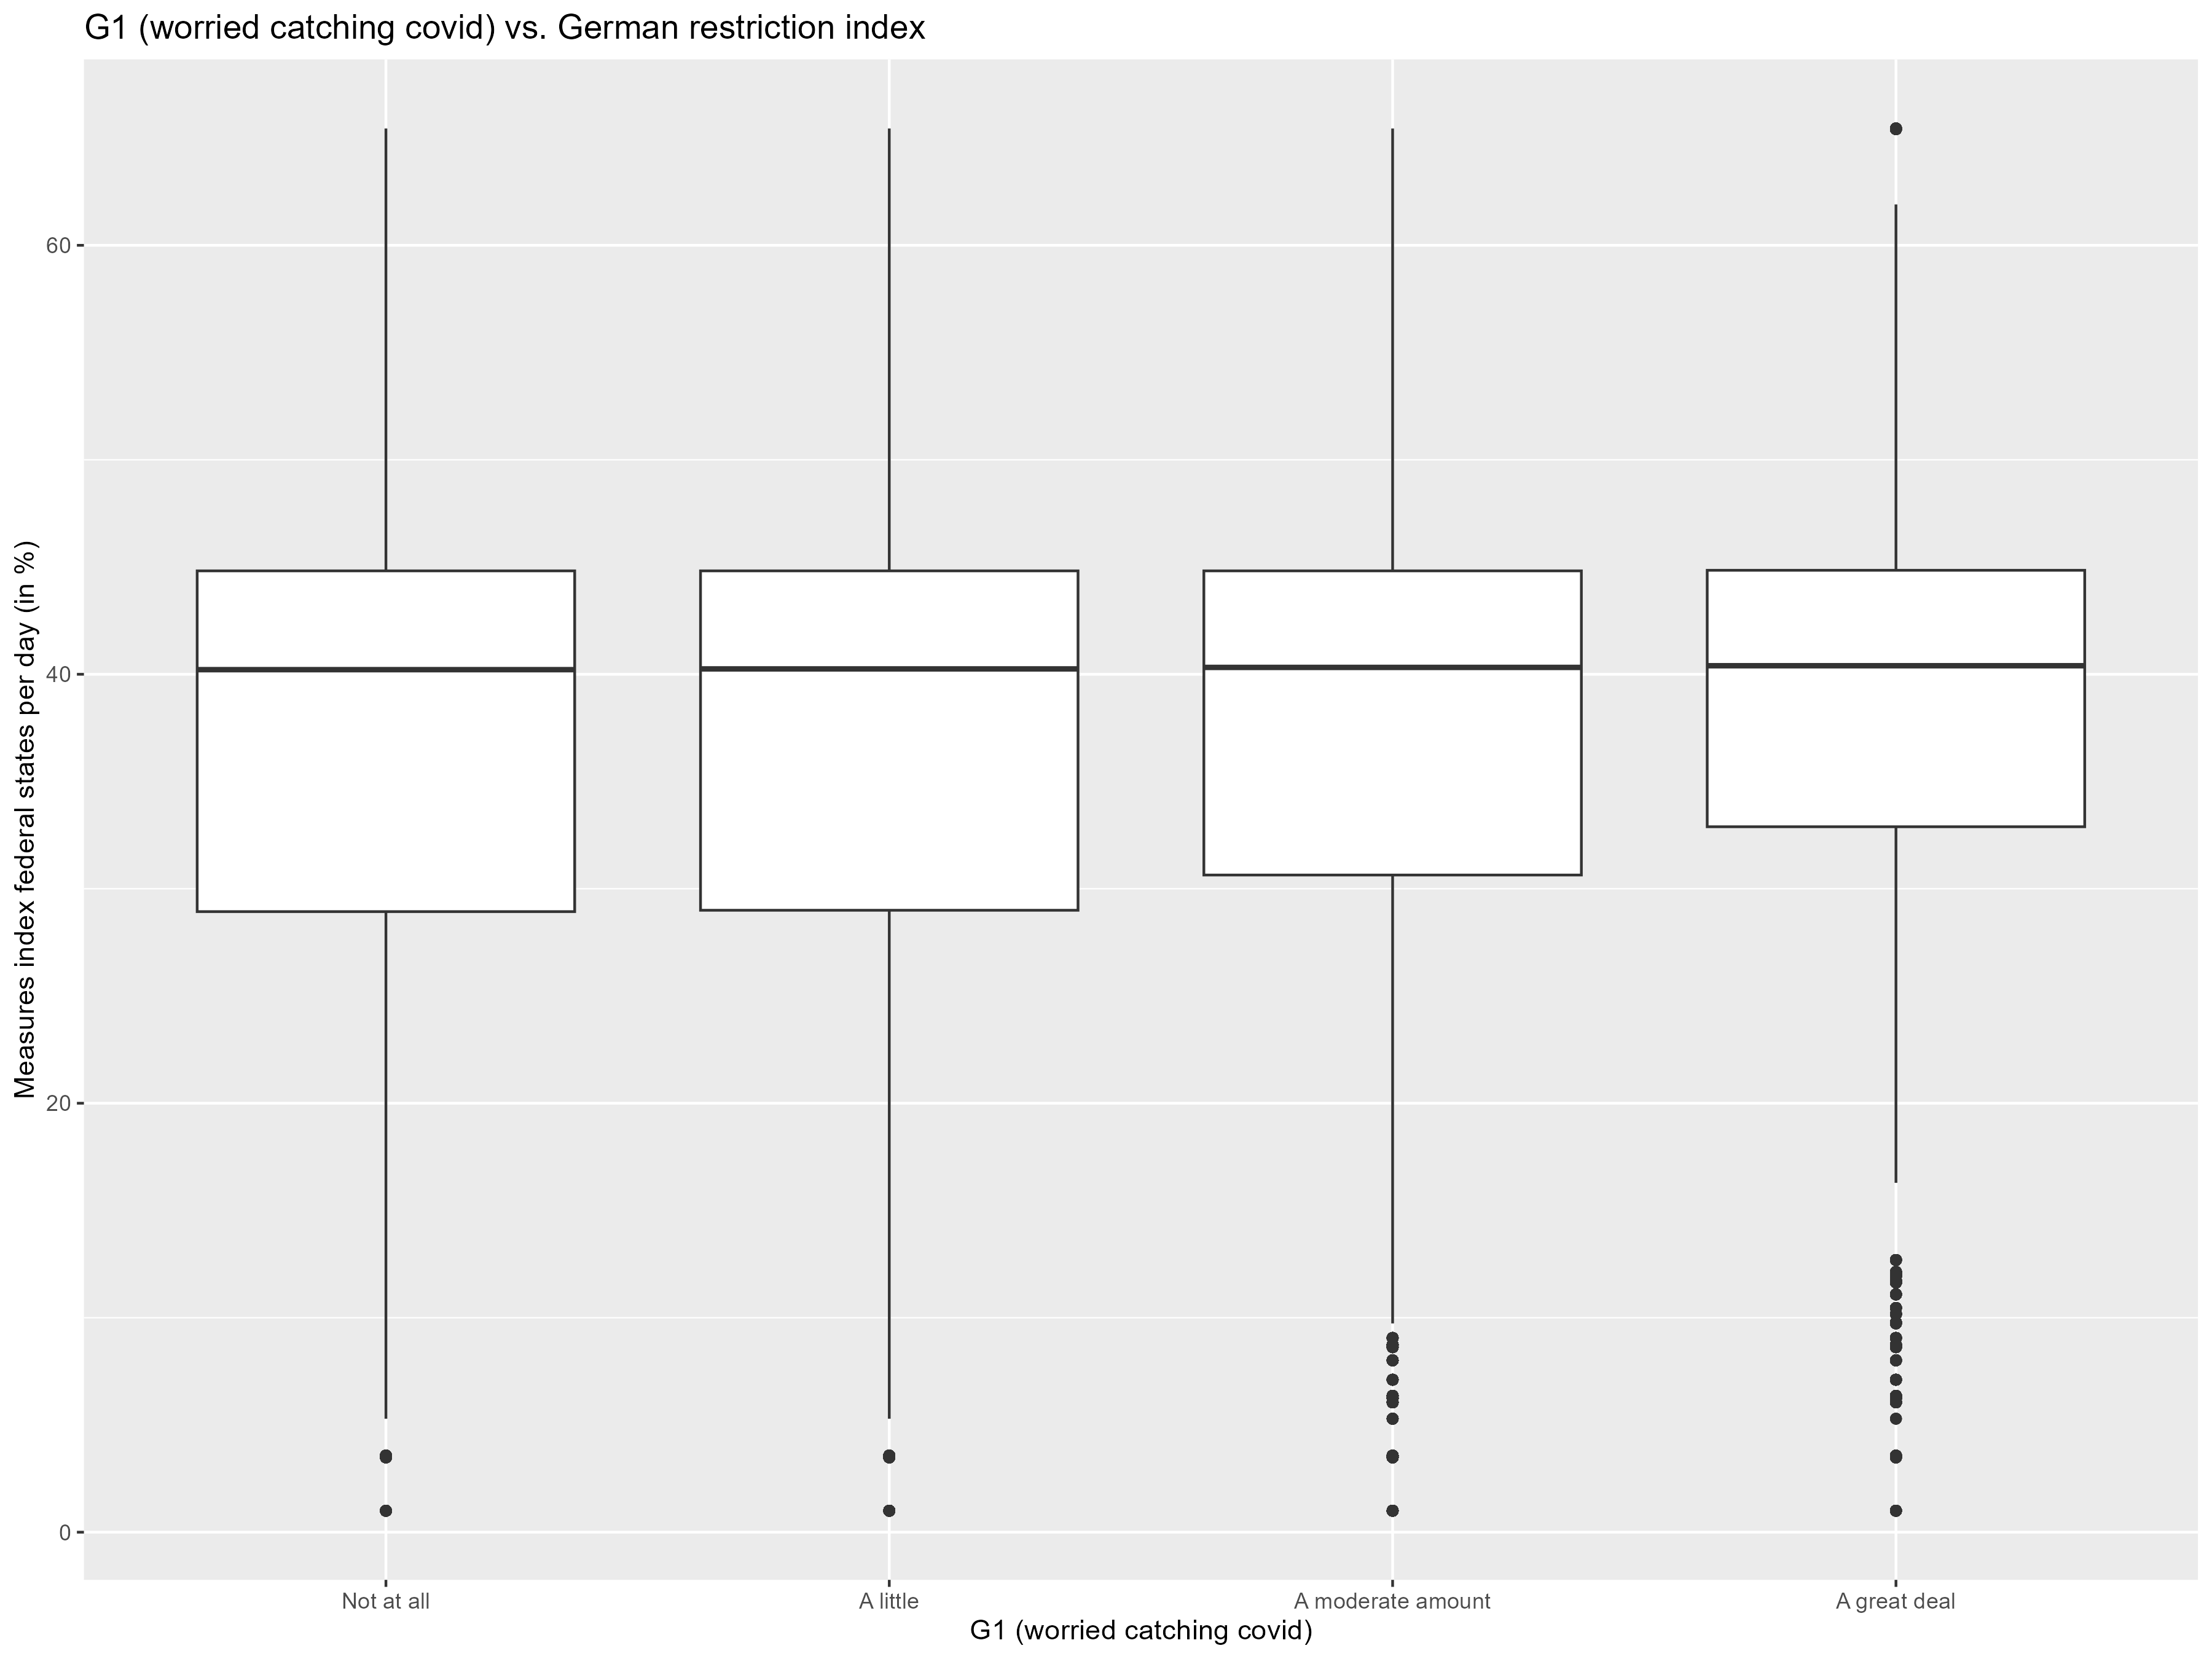 G1 (worried catching covid) vs. German restriction index
Measures index federal states per day (in %)
60
40
20
0
Not at all
A little
A moderate amount
A great deal
G1 (worried catching covid)